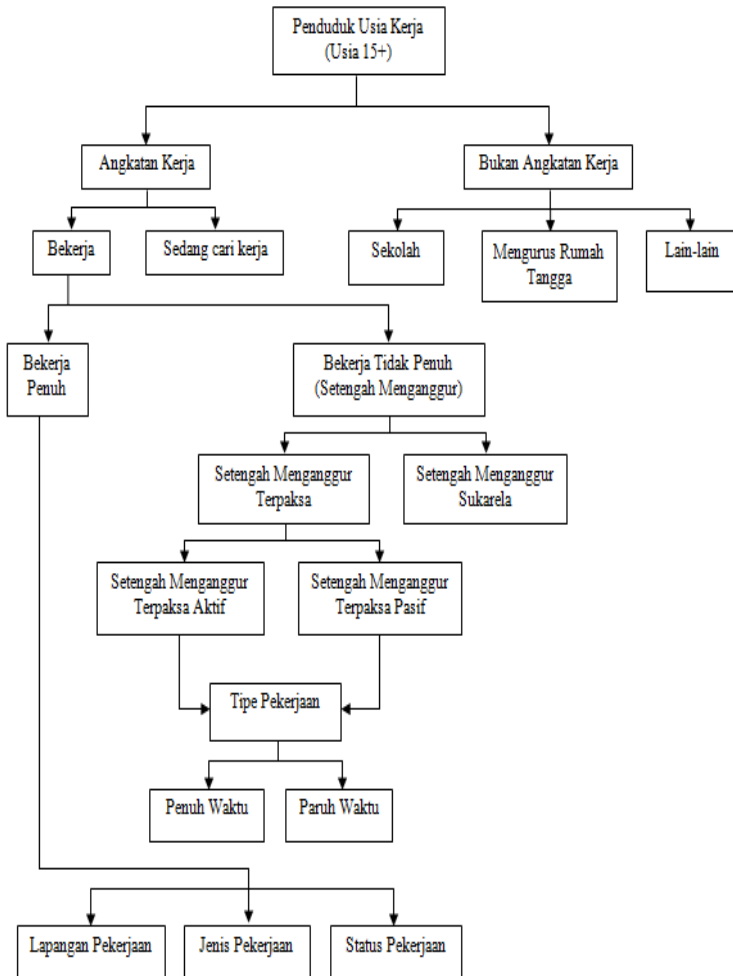 Penduduk Usia Kerja
(Usia 15+)
Angkatan Kerja
Bukan Angkatan Kerja
Bekerja
Sedang cari kerja
Sekolah
Mengurus Rumah
Tangga
Lain-lain
Bekerja
Penuh
Bekerja Tidak Penuh
(Setengah Menganggur)
Setengah Menganggur
Terpaksa
Setengah Menganggur
Sukarela
Setengah Menganggur
Terpaksa Aktif
Setengah Menganggur
Terpaksa Pasif
Tipe Pekerjaan
Penuh Waktu
Paruh Waktu
Lapangan Pekerjaan
Jenis Pekerjaan
Status Pekerjaan